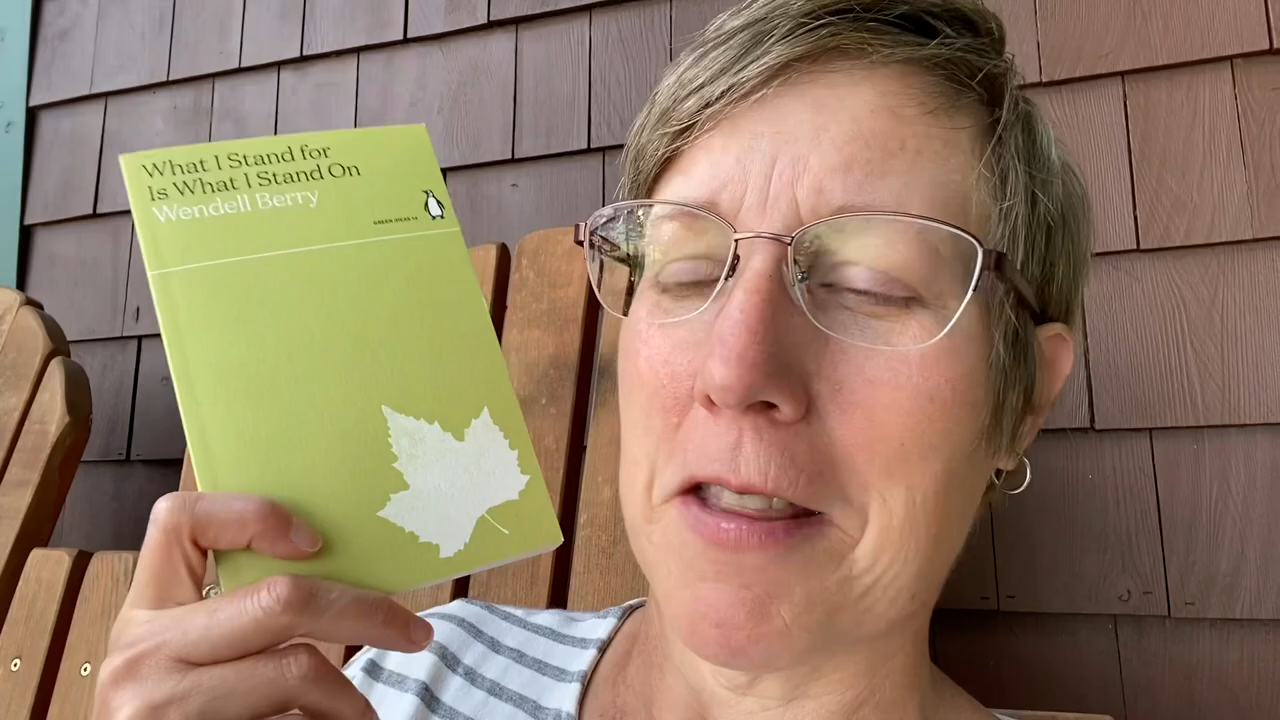 What I Stand for
Is What I Stand On
Wendell Berry
GREEN IDEAS 14